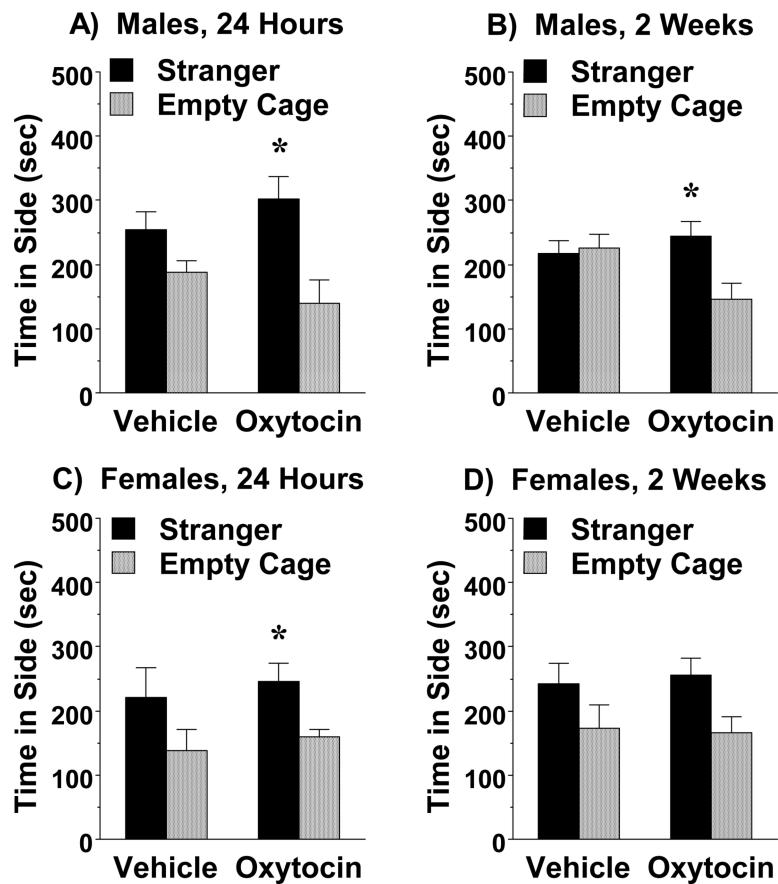 A) Males, 24 Hours
500
400
300
200
100
0
Time in Side (sec)
Stranger
Empty Cage
*
Vehicle Oxytocin
B) Males, 2 Weeks
500
400
300
200
100
0
Time in Side (sec)
Stranger
Empty Cage
*
Vehicle Oxytocin
C) Females, 24 Hours
500
400
300
200
100
0
Time in Side (sec)
Stranger
Empty Cage
*
Vehicle Oxytocin
D) Females, 2 Weeks
500
400
300
200
100
0
Time in Side (sec)
Stranger
Empty Cage
Vehicle Oxytocin